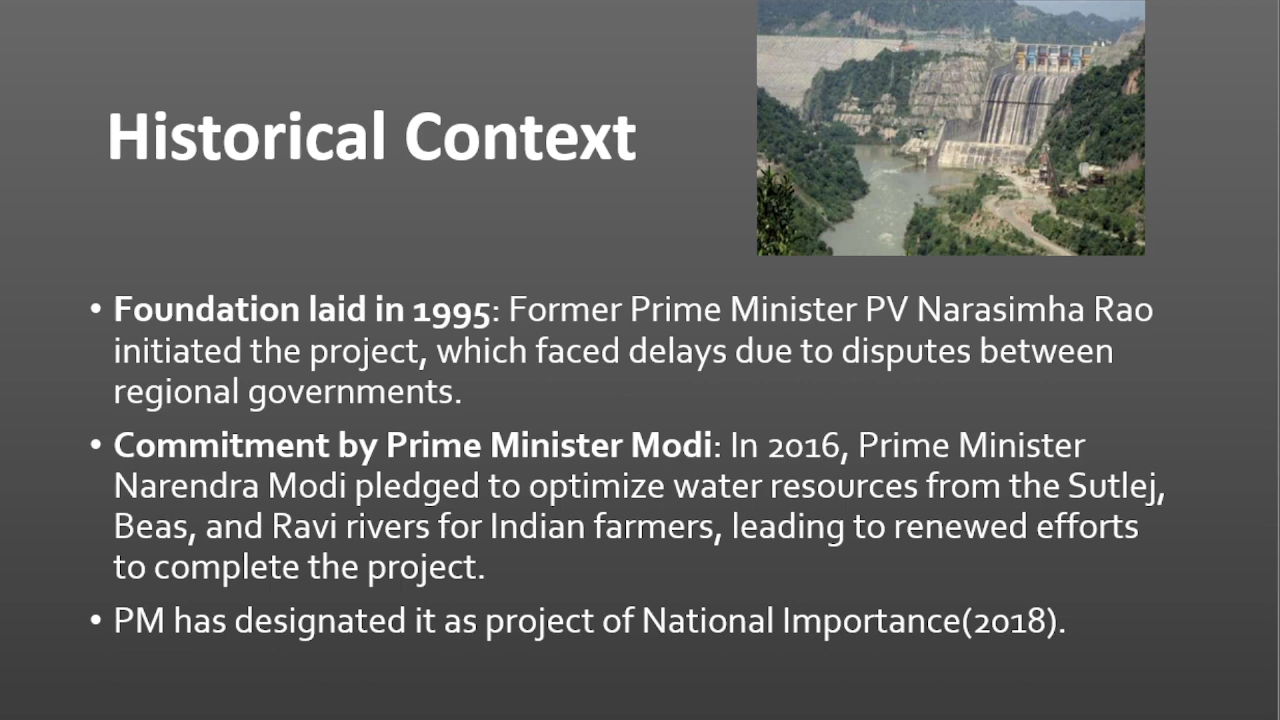 Historical Context
• Foundation laid in 1995: Former Prime Minister PV Narasimha Rao
initiated the project, which faced delays due to disputes between
regional governments.
• Commitment by Prime Minister Modi: In 2016, Prime Minister
Narendra Modi pledged to optimize water resources from the Sutlej,
Beas, and Ravi rivers for Indian farmers, leading to renewed efforts
to complete the project.
• PM has designated it as project of National Importance(2018).